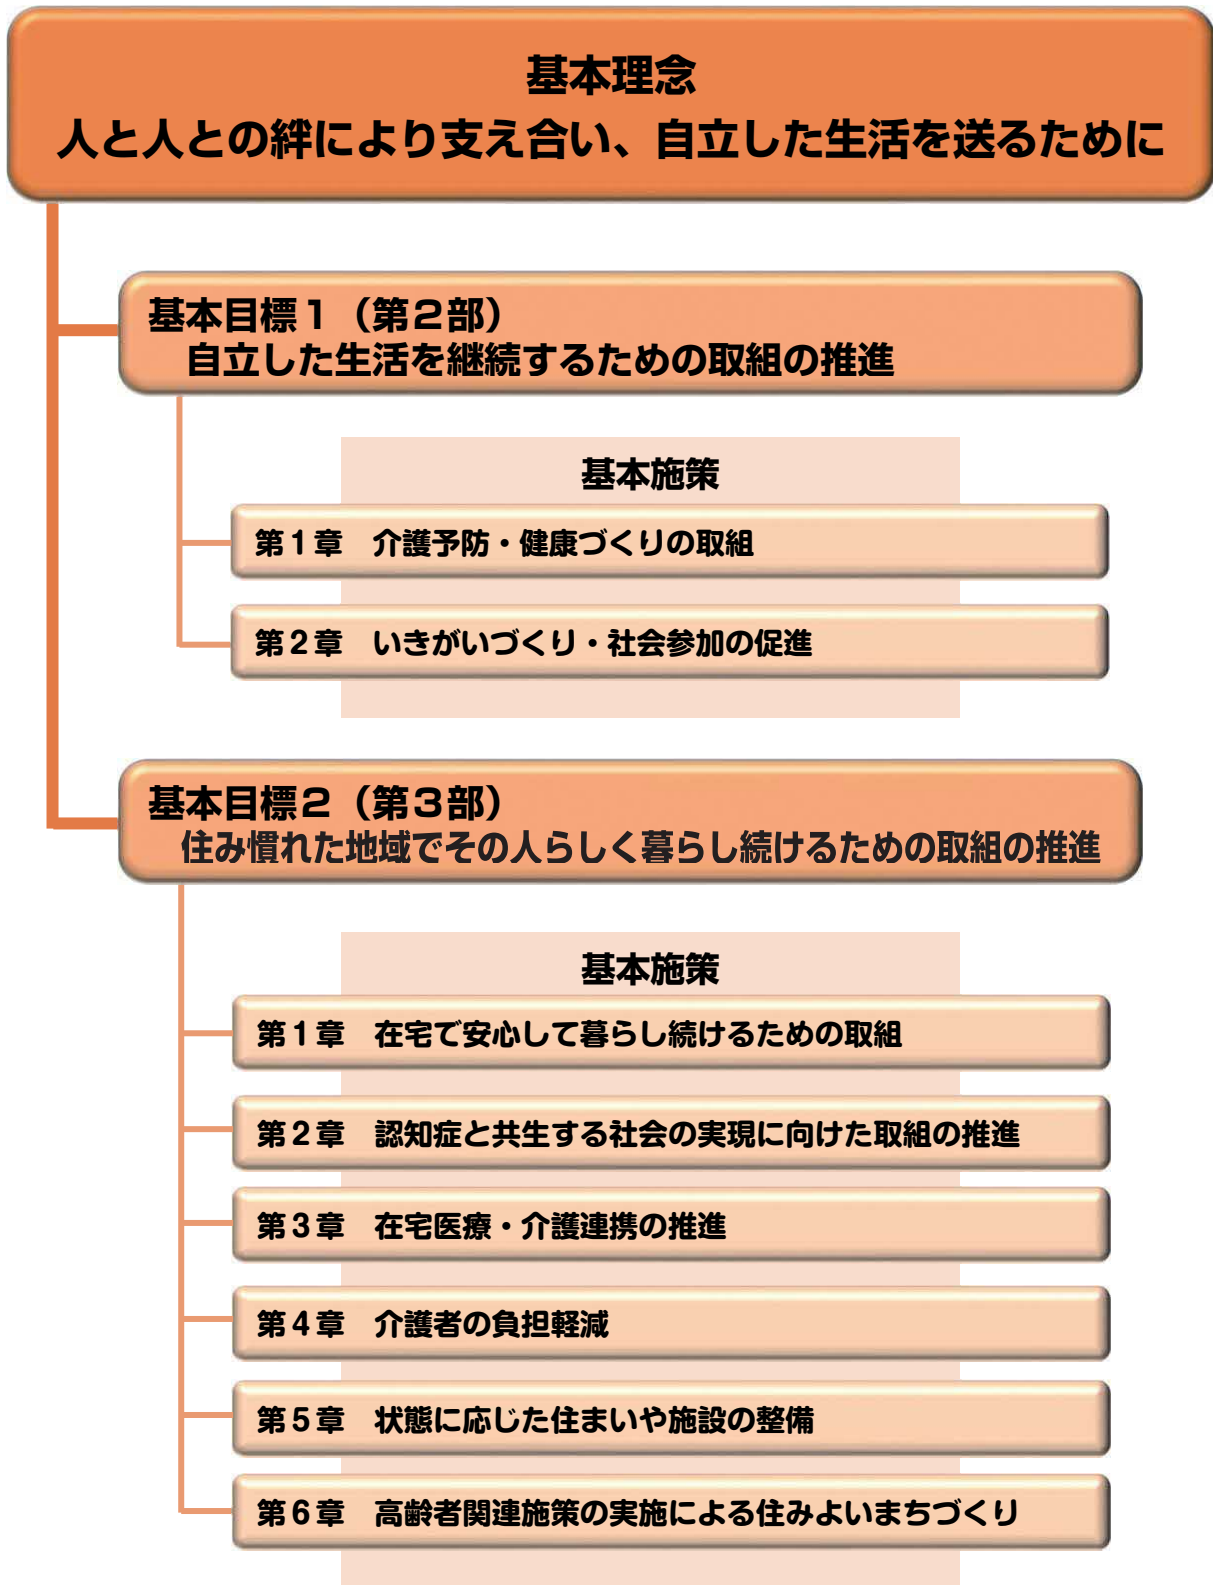 基本理念
人と人との絆により支え合い、自立した生活を送るために
基本目標１（第２部）
自立した生活を継続するための取組の推進
基本施策
第１章　介護予防・健康づくりの取組
第２章　いきがいづくり・社会参加の促進
基本目標２（第３部）
住み慣れた地域でその人らしく暮らし続けるための取組の推進
基本施策
第１章　在宅で安心して暮らし続けるための取組
第２章　認知症と共生する社会の実現に向けた取組の推進
第３章　在宅医療・介護連携の推進
第４章　介護者の負担軽減
第５章　状態に応じた住まいや施設の整備
第６章　高齢者関連施策の実施による住みよいまちづくり